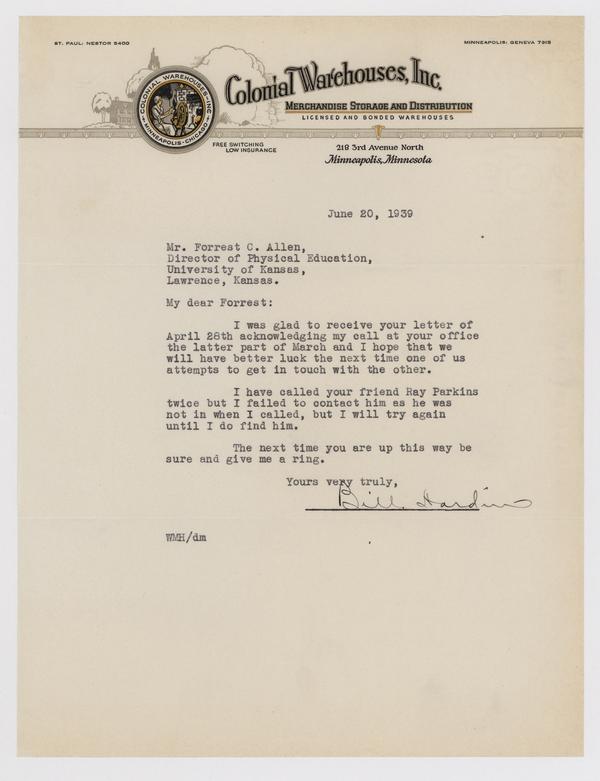 ST. PAUL: NESTOR 5400
MINNEAPOLIS: GENEVA 7915
COLONIAL WAREHOUSES, INC.
MINNEAPOLIS-CHICAGO
Colonial Warehouses, Inc.
MERCHANDISE STORAGE AND DISTRIBUTION
LICENSED AND BONDED WAREHOUSES
FREE SWITCHING
LOW INSURANCE
219 3rd Avenue North
Minneapolis, Minnesota
June 20, 1939
Mr. Forrest C. Allen,
Director of Physical Education,
University of Kansas,
Lawrence, Kansas.
My dear Forrest:
I was glad to receive your letter of
April 28th acknowledging my call at your office
the latter part of March and I hope that we
will have better luck the next time one of us
attempts to get in touch with the other.
I have called your friend Ray Parkins
twice but I failed to contact him as he was
not in when I called, but I will try again
until I do find him.
The next time you are up this way be
sure and give me a ring.
Yours very truly,
Bill Hardin
WMH/dm